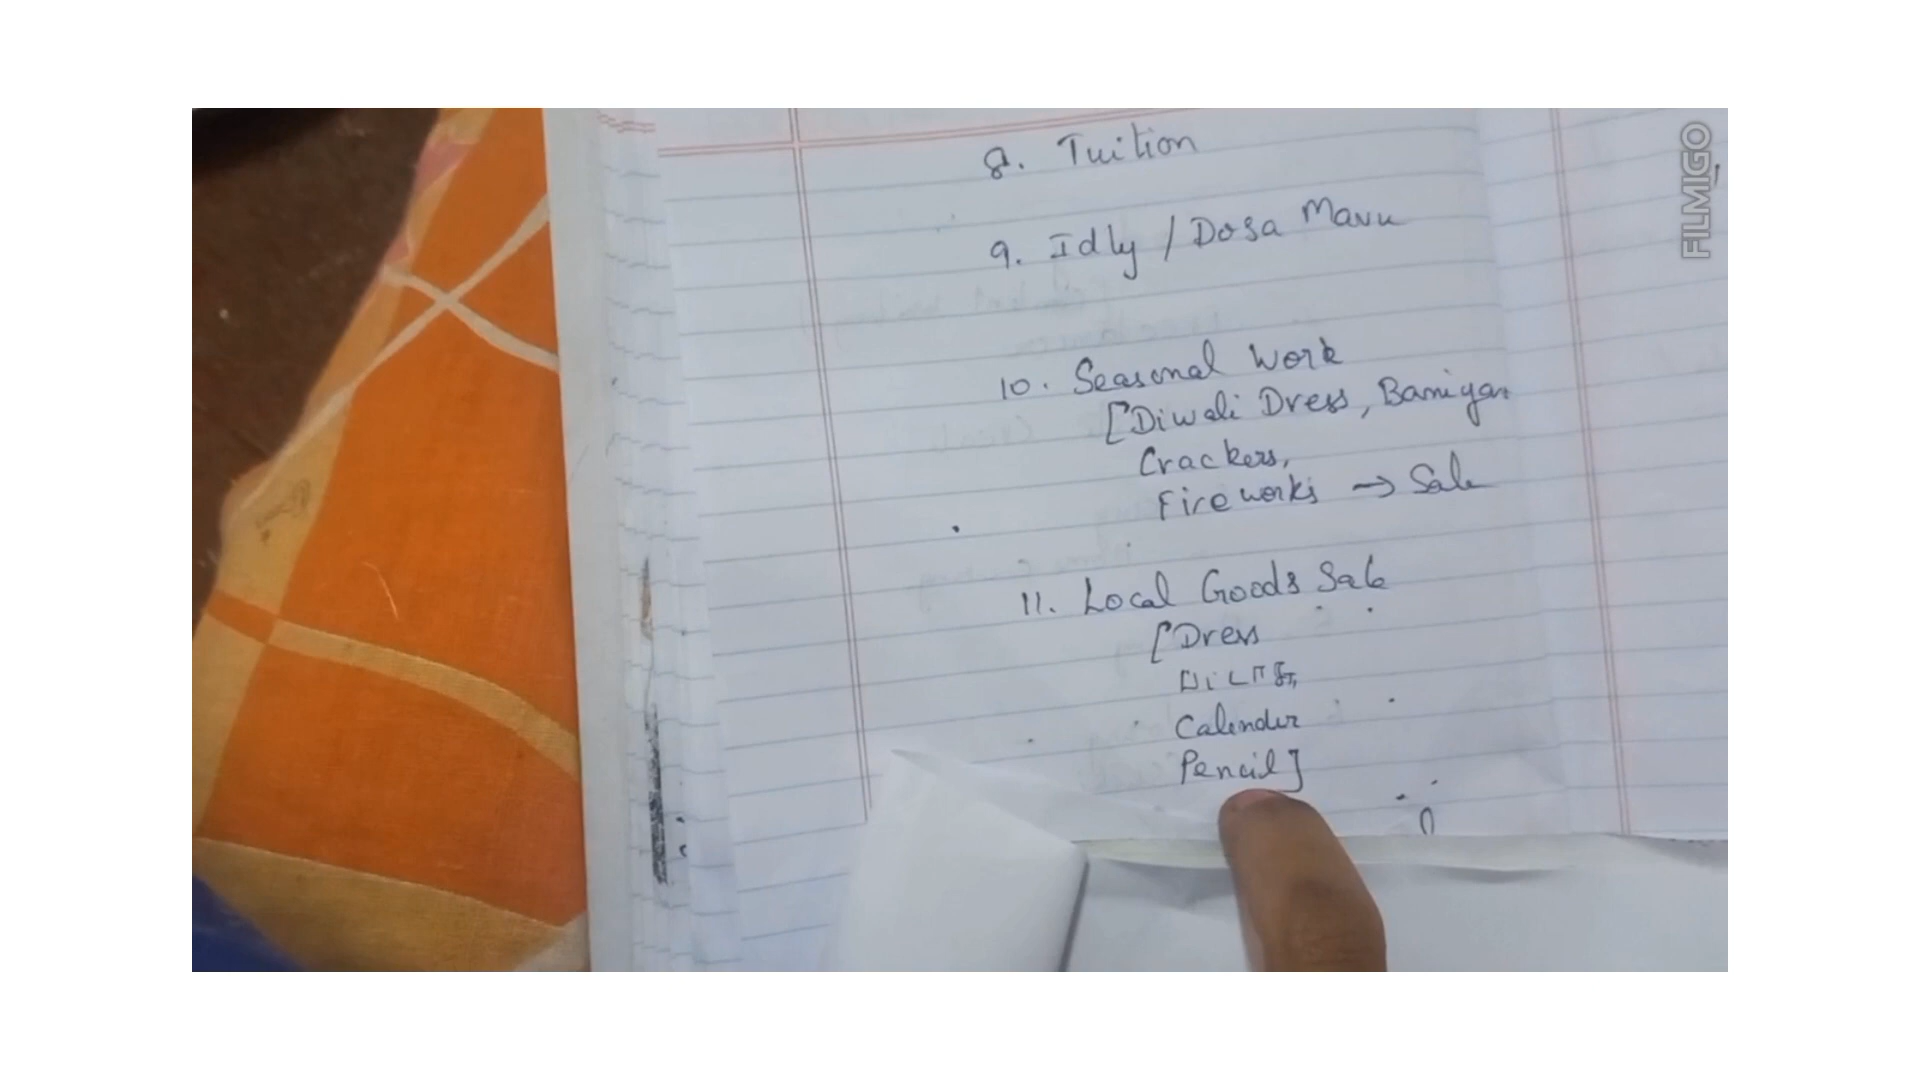 8. Tuition
9. Idly / Dosa Mavu
10. Seasonal Work
[Diwali Dress, Baniyan
Crackers,
Fireworks → Sale
11. Local Goods Sale
[Dress
Calender
Pencil]
FILMIGO